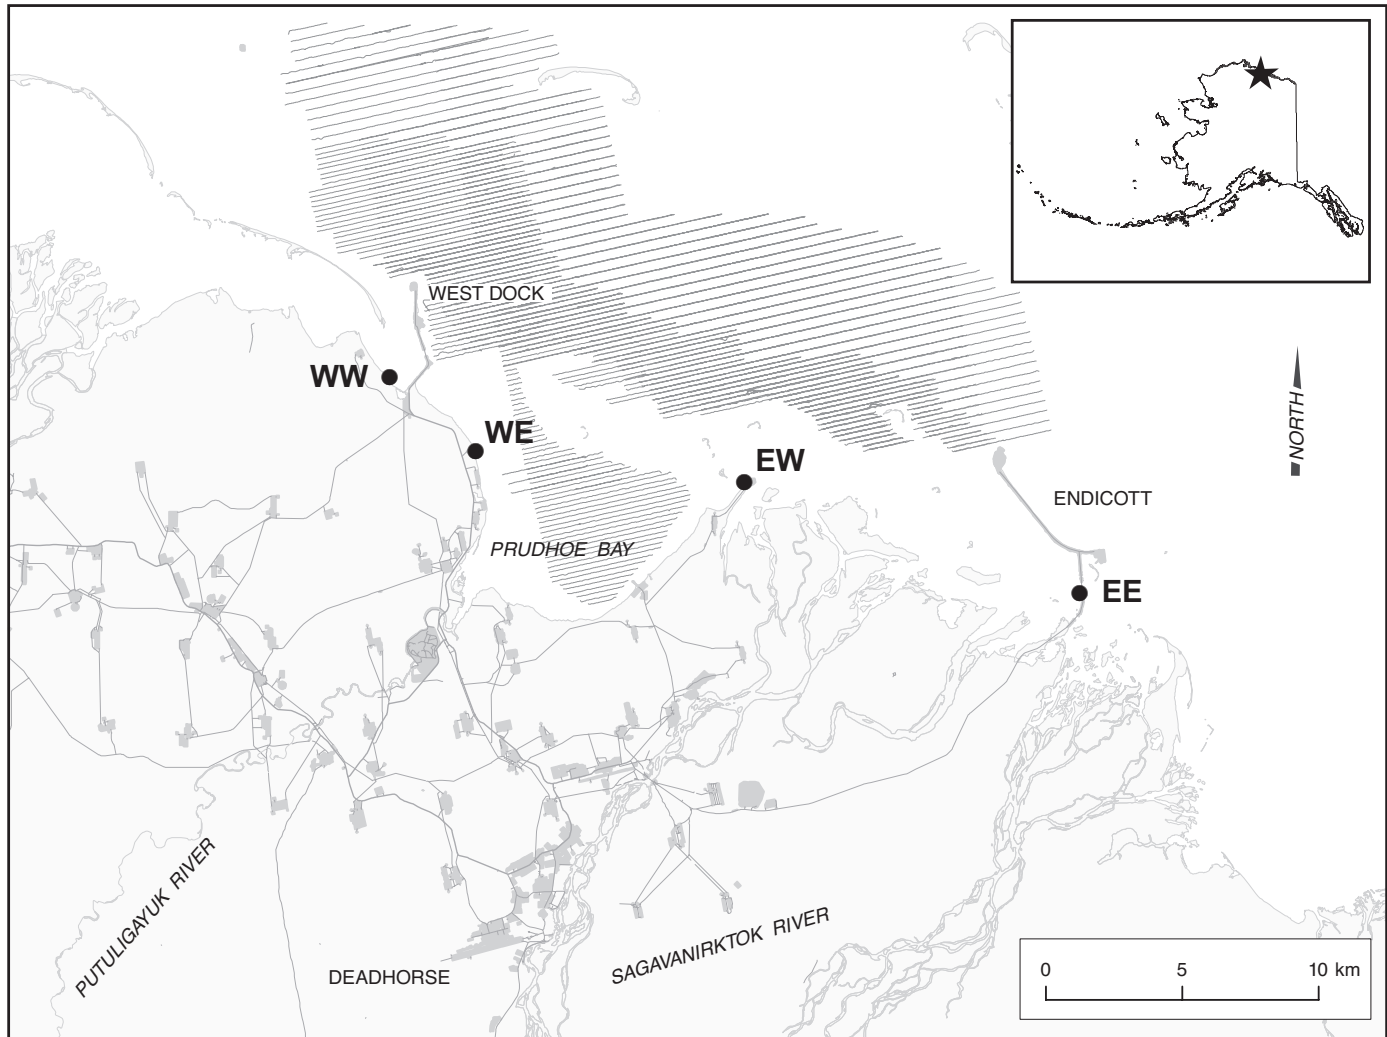 WEST DOCK
WW
WE
EW
NORTH
ENDICOTT
PRUDHOE BAY
EE
PUTULIGAYUK RIVER
SAGAVANIRKTOK RIVER
DEADHORSE
0 5 10 km